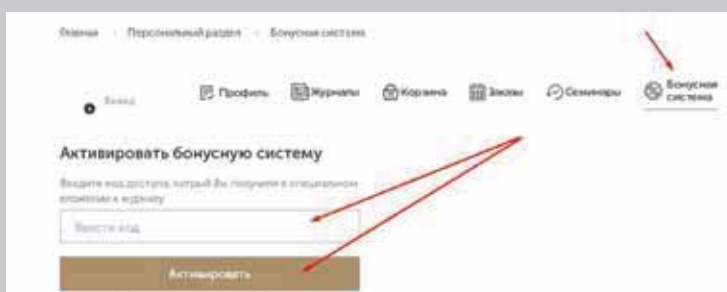 Главная Персональный раздел Бонусная система
Выход Профиль Журналы Корзина Заказы Семинары Бонусная
система
Активировать бонусную систему
Введите код доступа, который Вы получили в специальном
вложении к журналу
Ввести код
Активировать